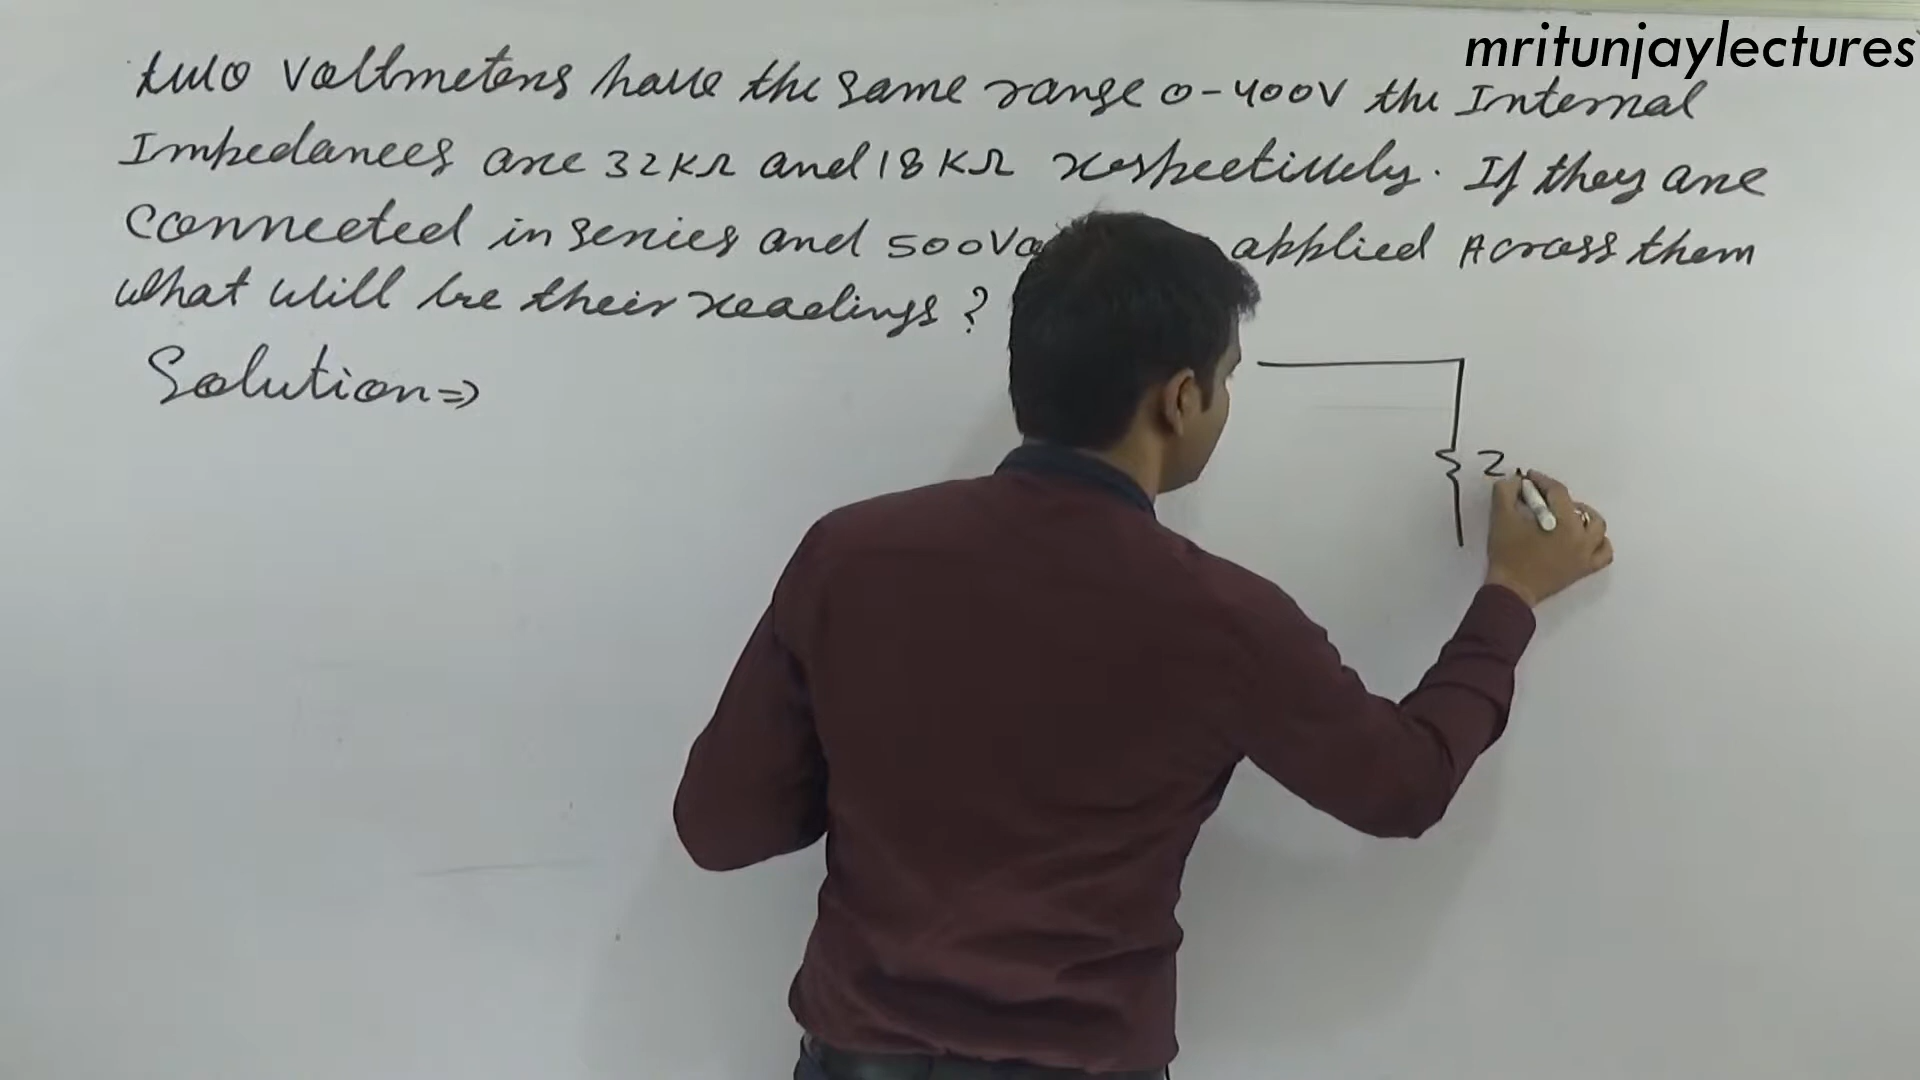 mritunjaylectures
two Voltmeters have the same range 0-400V the Internal
Impedances are 32KΩ and 18KΩ respectively. If they are
connected in series and 500V applied Across them
what will be their readings?
Solution⇒
Z